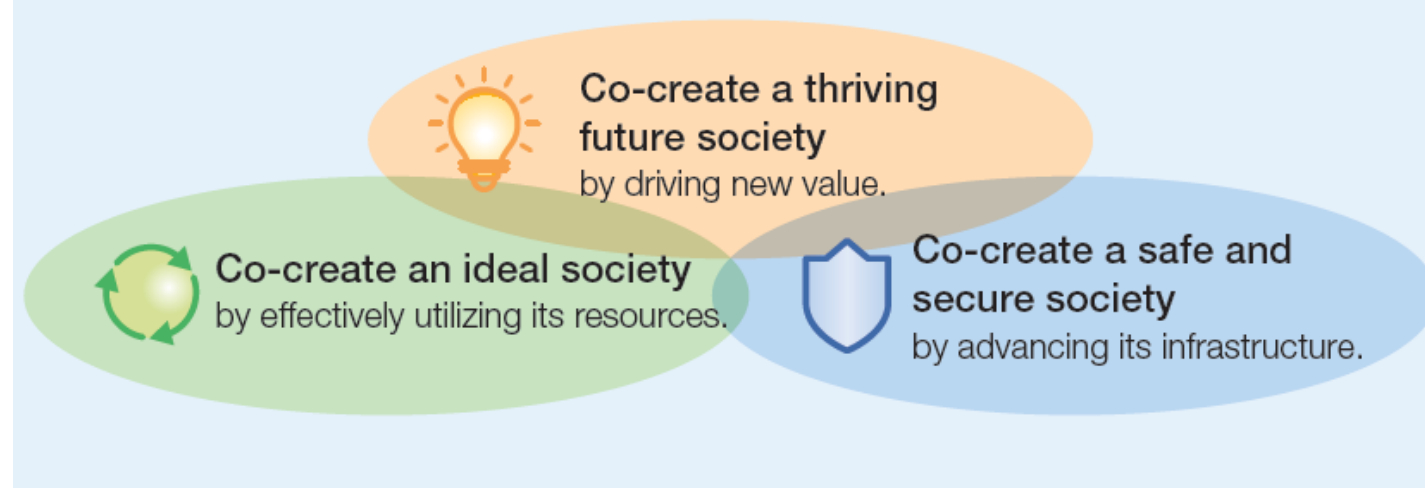 Co-create a thriving
future society
by driving new value.
Co-create an ideal society
by effectively utilizing its resources.
Co-create a safe and
secure society
by advancing its infrastructure.